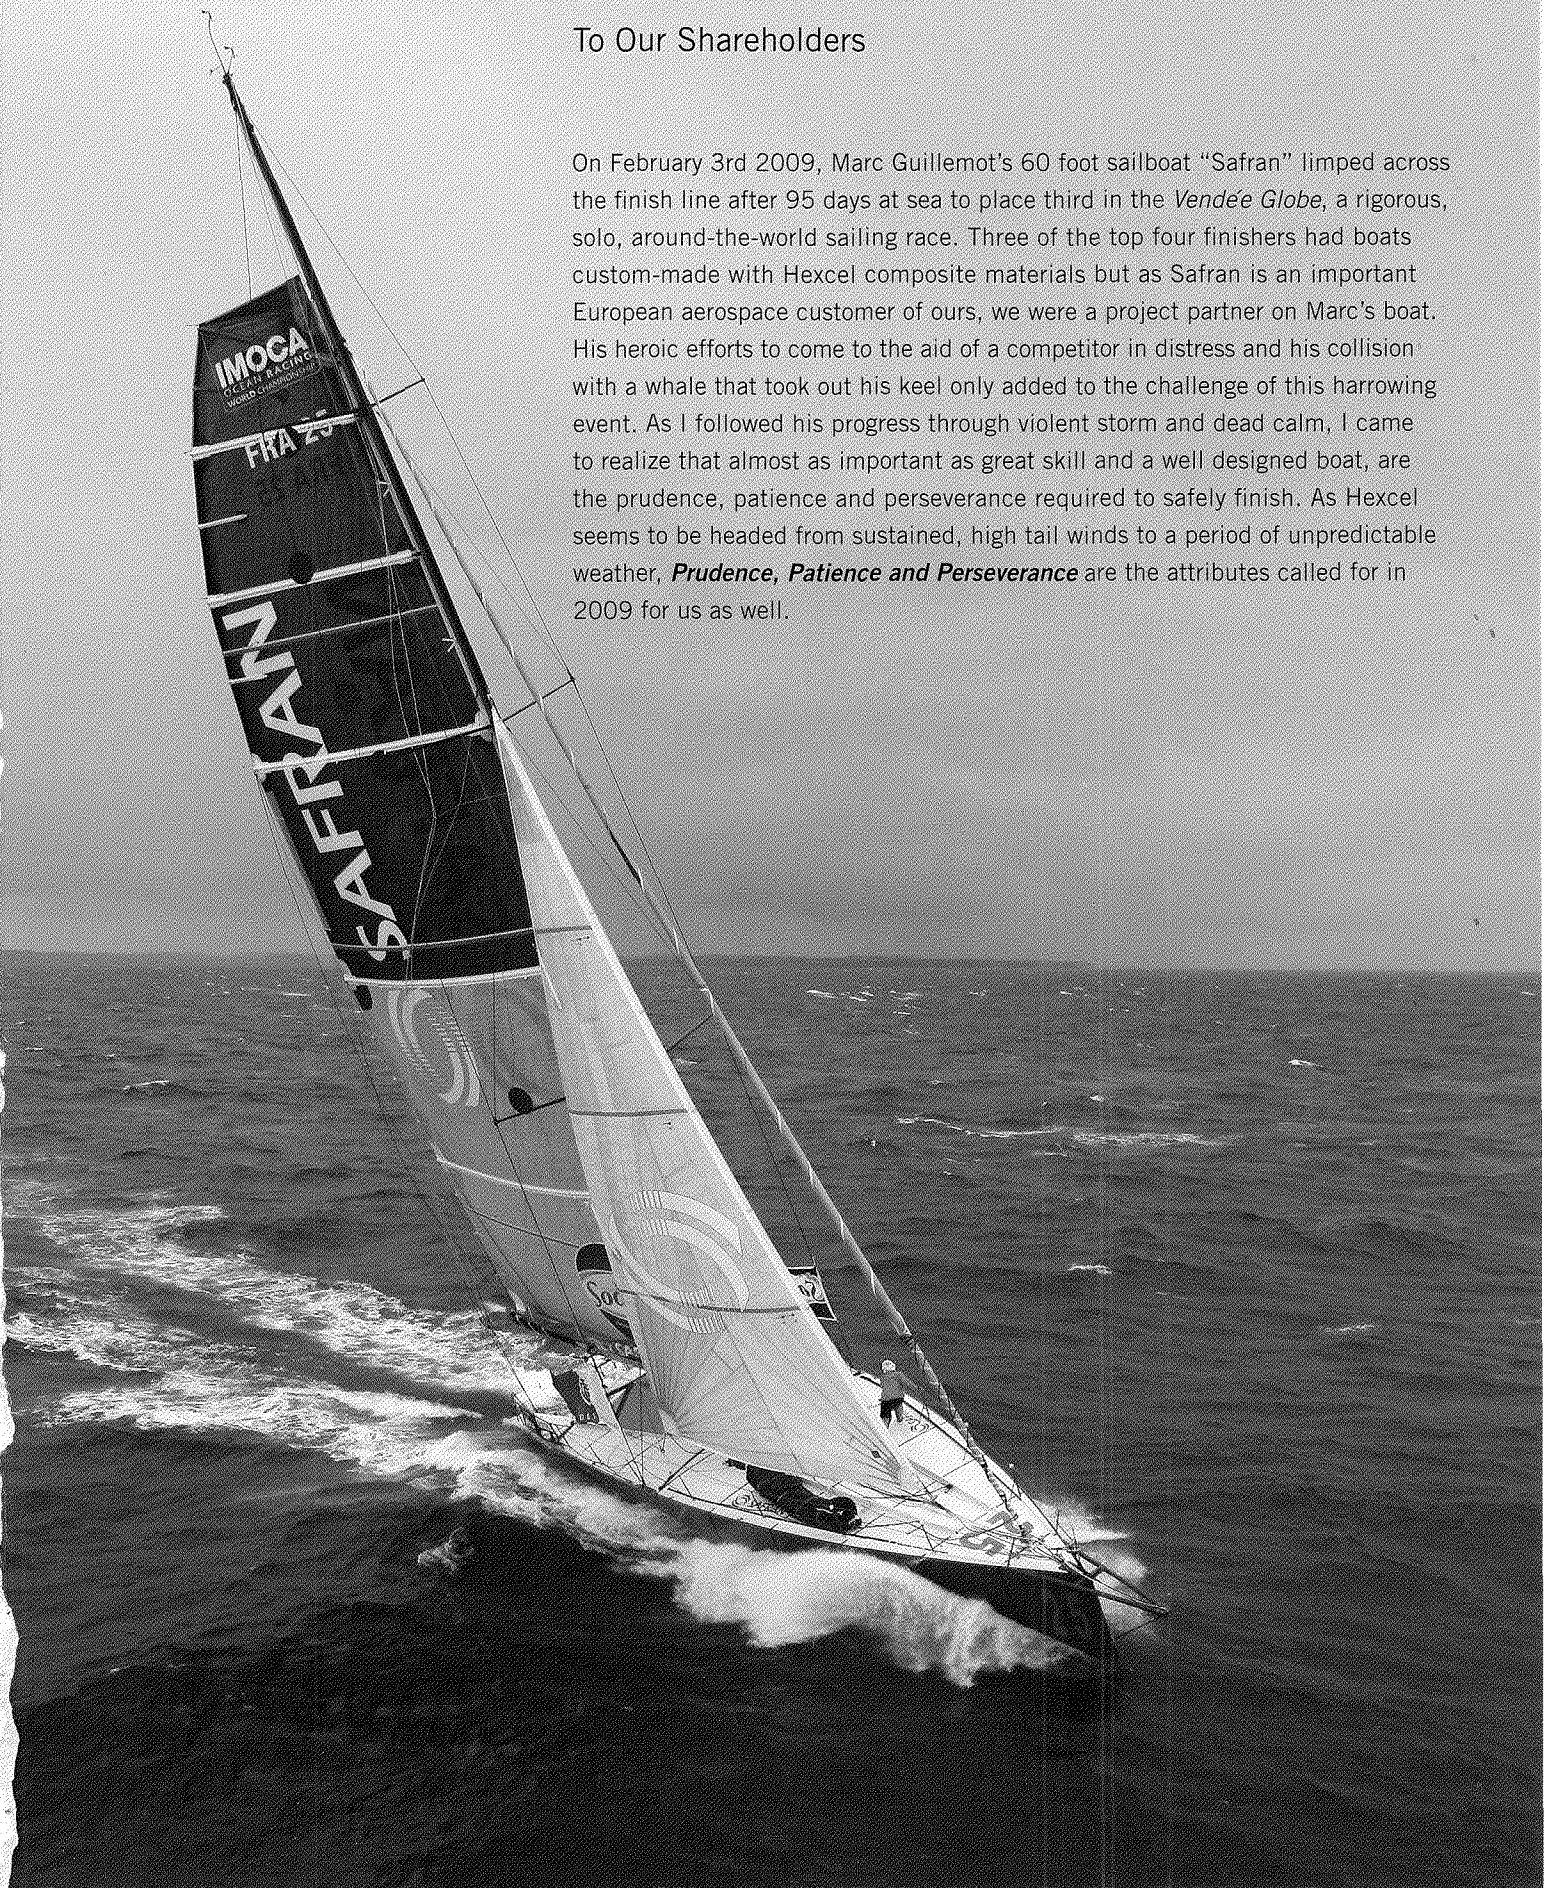 To Our Shareholders
On February 3rd 2009, Marc Guillemot's 60 foot sailboat “Safran” limped across
the finish line after 95 days at sea to place third in the Vendée Globe, a rigorous,
solo, around-the-world sailing race. Three of the top four finishers had boats
custom-made with Hexcel composite materials but as Safran is an important
European aerospace customer of ours, we were a project partner on Marc's boat.
His heroic efforts to come to the aid of a competitor in distress and his collision
with a whale that took out his keel only added to the challenge of this harrowing
event. As I followed his progress through violent storm and dead calm, I came
to realize that almost as important as great skill and a well designed boat, are
the prudence, patience and perseverance required to safely finish. As Hexcel
seems to be headed from sustained, high tail winds to a period of unpredictable
weather, Prudence, Patience and Perseverance are the attributes called for in
2009 for us as well.
IMOCA
OCEAN RACING
WORLD CHAMPIONSHIP
FRA 25
SAFRAN
Soc
25